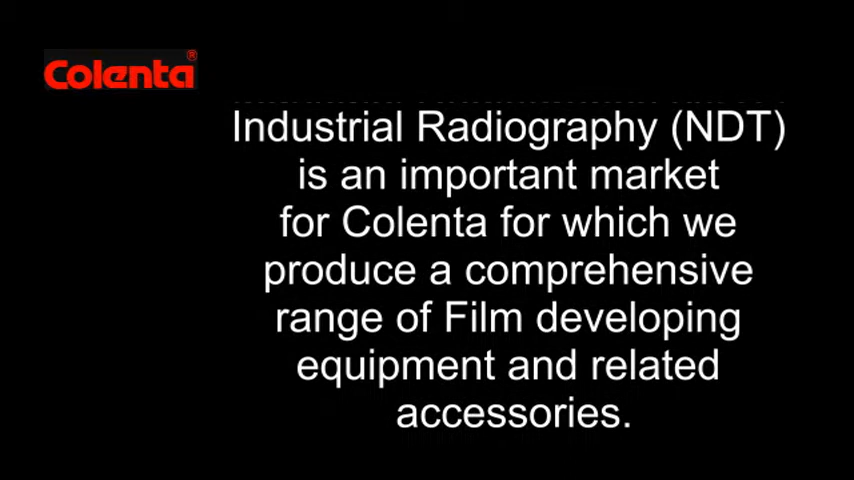 Colenta®
Industrial Radiography (NDT)
is an important market
for Colenta for which we
produce a comprehensive
range of Film developing
equipment and related
accessories.